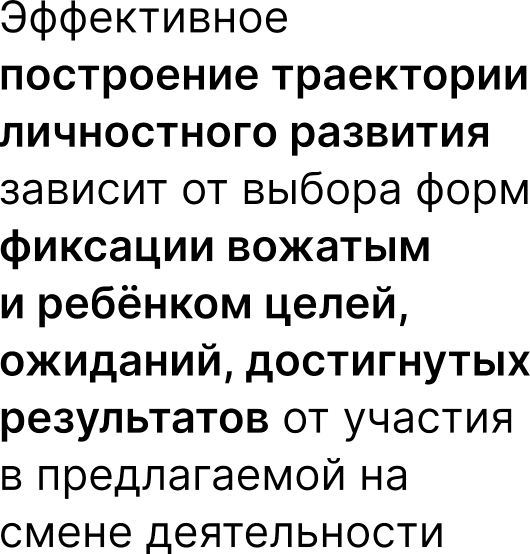 Эффективное
построение траектории
личностного развития
зависит от выбора форм
фиксации вожатым
и ребёнком целей,
ожиданий, достигнутых
результатов от участия
в предлагаемой на
смене деятельности